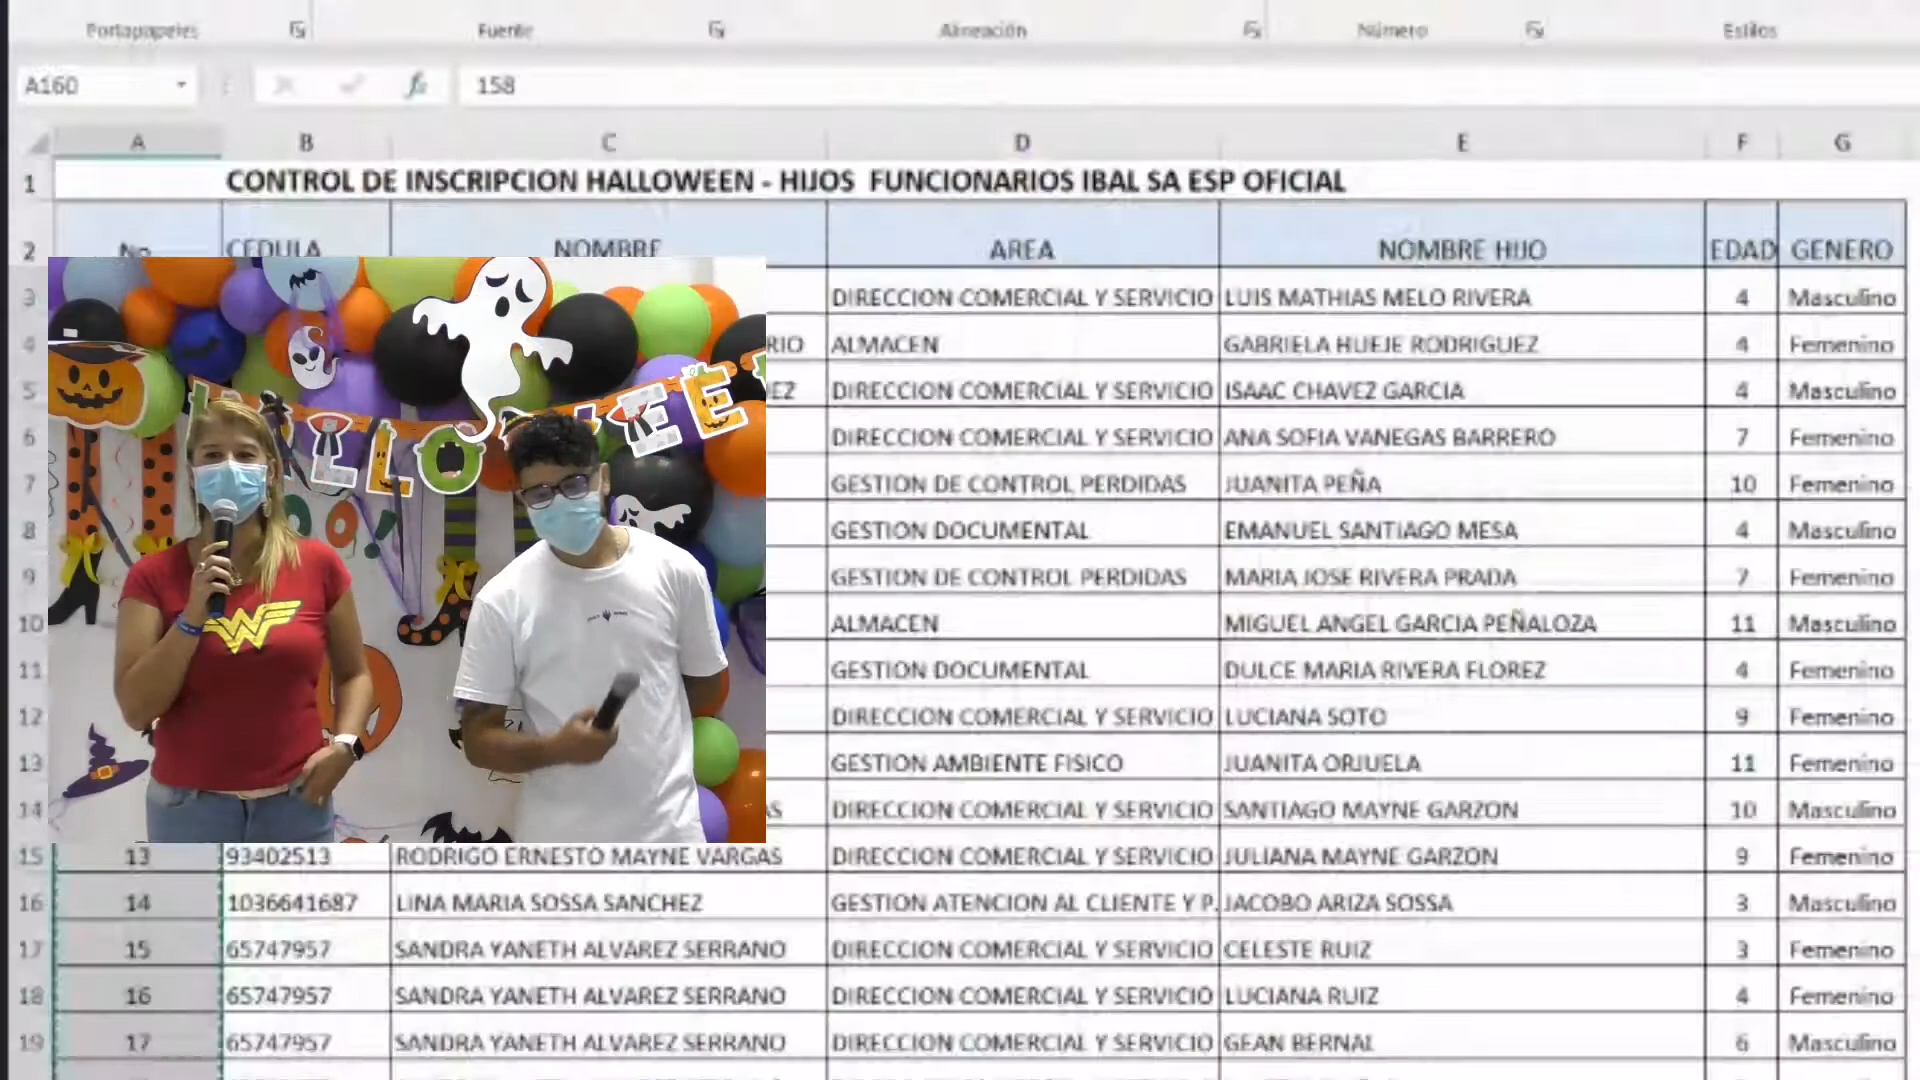 Portapapeles Fuente Alineación Número Estilos
A160 fx 158
A B C D E F G
1 CONTROL DE INSCRIPCION HALLOWEEN - HIJOS FUNCIONARIOS IBAL SA ESP OFICIAL
2 No CEDULA NOMBRE AREA NOMBRE HIJO EDAD GENERO
3 DIRECCION COMERCIAL Y SERVICIO LUIS MATHIAS MELO RIVERA 4 Masculino
4 RIO ALMACEN GABRIELA HUEJE RODRIGUEZ 4 Femenino
5 EZ DIRECCION COMERCIAL Y SERVICIO ISAAC CHAVEZ GARCIA 4 Masculino
6 DIRECCION COMERCIAL Y SERVICIO ANA SOFIA VANEGAS BARRERO 7 Femenino
7 GESTION DE CONTROL PERDIDAS JUANITA PEÑA 10 Femenino
8 GESTION DOCUMENTAL EMANUEL SANTIAGO MESA 4 Masculino
9 GESTION DE CONTROL PERDIDAS MARIA JOSE RIVERA PRADA 7 Femenino
10 ALMACEN MIGUEL ANGEL GARCIA PEÑALOZA 11 Masculino
11 GESTION DOCUMENTAL DULCE MARIA RIVERA FLOREZ 4 Femenino
12 DIRECCION COMERCIAL Y SERVICIO LUCIANA SOTO 9 Femenino
13 GESTION AMBIENTE FISICO JUANITA ORJUELA 11 Femenino
14 AS DIRECCION COMERCIAL Y SERVICIO SANTIAGO MAYNE GARZON 10 Masculino
15 13 93402513 RODRIGO ERNESTO MAYNE VARGAS DIRECCION COMERCIAL Y SERVICIO JULIANA MAYNE GARZON 9 Femenino
16 14 1036641687 LINA MARIA SOSSA SANCHEZ GESTION ATENCION AL CLIENTE Y P. JACOBO ARIZA SOSSA 3 Masculino
17 15 65747957 SANDRA YANETH ALVAREZ SERRANO DIRECCION COMERCIAL Y SERVICIO CELESTE RUIZ 3 Femenino
18 16 65747957 SANDRA YANETH ALVAREZ SERRANO DIRECCION COMERCIAL Y SERVICIO LUCIANA RUIZ 4 Femenino
19 17 65747957 SANDRA YANETH ALVAREZ SERRANO DIRECCION COMERCIAL Y SERVICIO GEAN BERNAL 6 Masculino